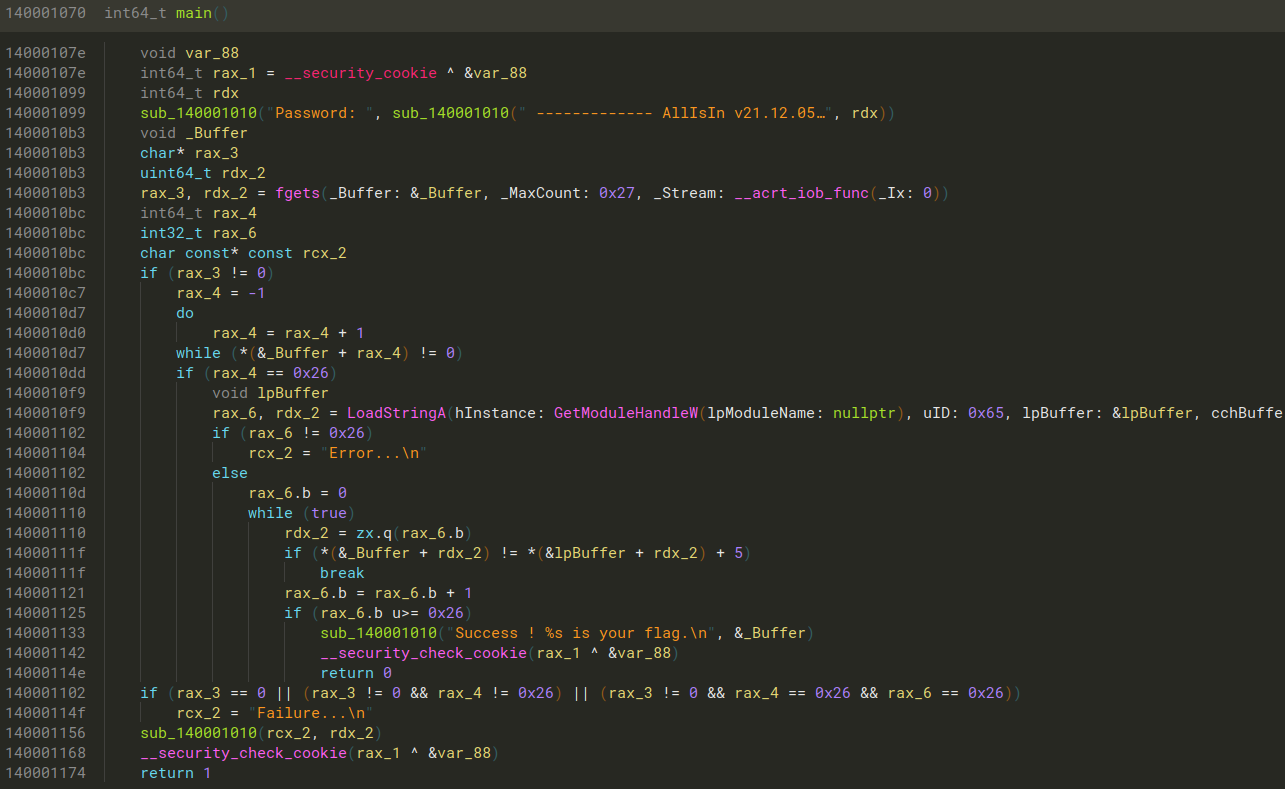 140001070 int64_t main()
14000107e void var_88
14000107e int64_t rax_1 = __security_cookie ^ &var_88
140001099 int64_t rdx
140001099 sub_140001010("Password: ", sub_140001010(" ------------- AllIsIn v21.12.05…", rdx))
1400010b3 void _Buffer
1400010b3 char* rax_3
1400010b3 uint64_t rdx_2
1400010b3 rax_3, rdx_2 = fgets(_Buffer: &_Buffer, _MaxCount: 0x27, _Stream: __acrt_iob_func(_Ix: 0))
1400010bc int64_t rax_4
1400010bc int32_t rax_6
1400010bc char const* const rcx_2
1400010bc if (rax_3 != 0)
1400010c7 rax_4 = -1
1400010d7 do
1400010d0 rax_4 = rax_4 + 1
1400010d7 while (*(&_Buffer + rax_4) != 0)
1400010dd if (rax_4 == 0x26)
1400010f9 void lpBuffer
1400010f9 rax_6, rdx_2 = LoadStringA(hInstance: GetModuleHandleW(lpModuleName: nullptr), uID: 0x65, lpBuffer: &lpBuffer, cchBuffe
140001102 if (rax_6 != 0x26)
140001104 rcx_2 = "Error...\n"
140001102 else
14000110d rax_6.b = 0
140001110 while (true)
140001110 rdx_2 = zx.q(rax_6.b)
14000111f if (*(&_Buffer + rdx_2) != *(&lpBuffer + rdx_2) + 5)
14000111f break
140001121 rax_6.b = rax_6.b + 1
140001125 if (rax_6.b u>= 0x26)
140001133 sub_140001010("Success ! %s is your flag.\n", &_Buffer)
140001142 __security_check_cookie(rax_1 ^ &var_88)
14000114e return 0
140001102 if (rax_3 == 0 || (rax_3 != 0 && rax_4 != 0x26) || (rax_3 != 0 && rax_4 == 0x26 && rax_6 == 0x26))
14000114f rcx_2 = "Failure...\n"
140001156 sub_140001010(rcx_2, rdx_2)
140001168 __security_check_cookie(rax_1 ^ &var_88)
140001174 return 1